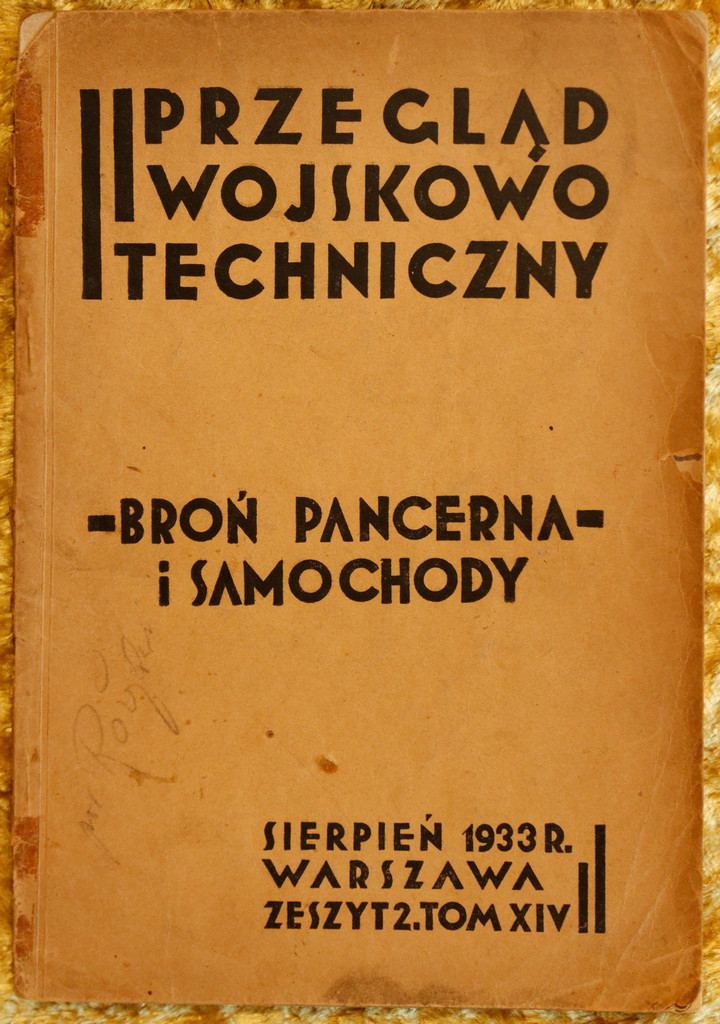 PRZEGLĄD
WOJSKOWO
TECHNICZNY
-BROŃ PANCERNA-
i SAMOCHODY
SIERPIEŃ 1933 R.
WARSZAWA
ZESZYT 2. TOM XIV